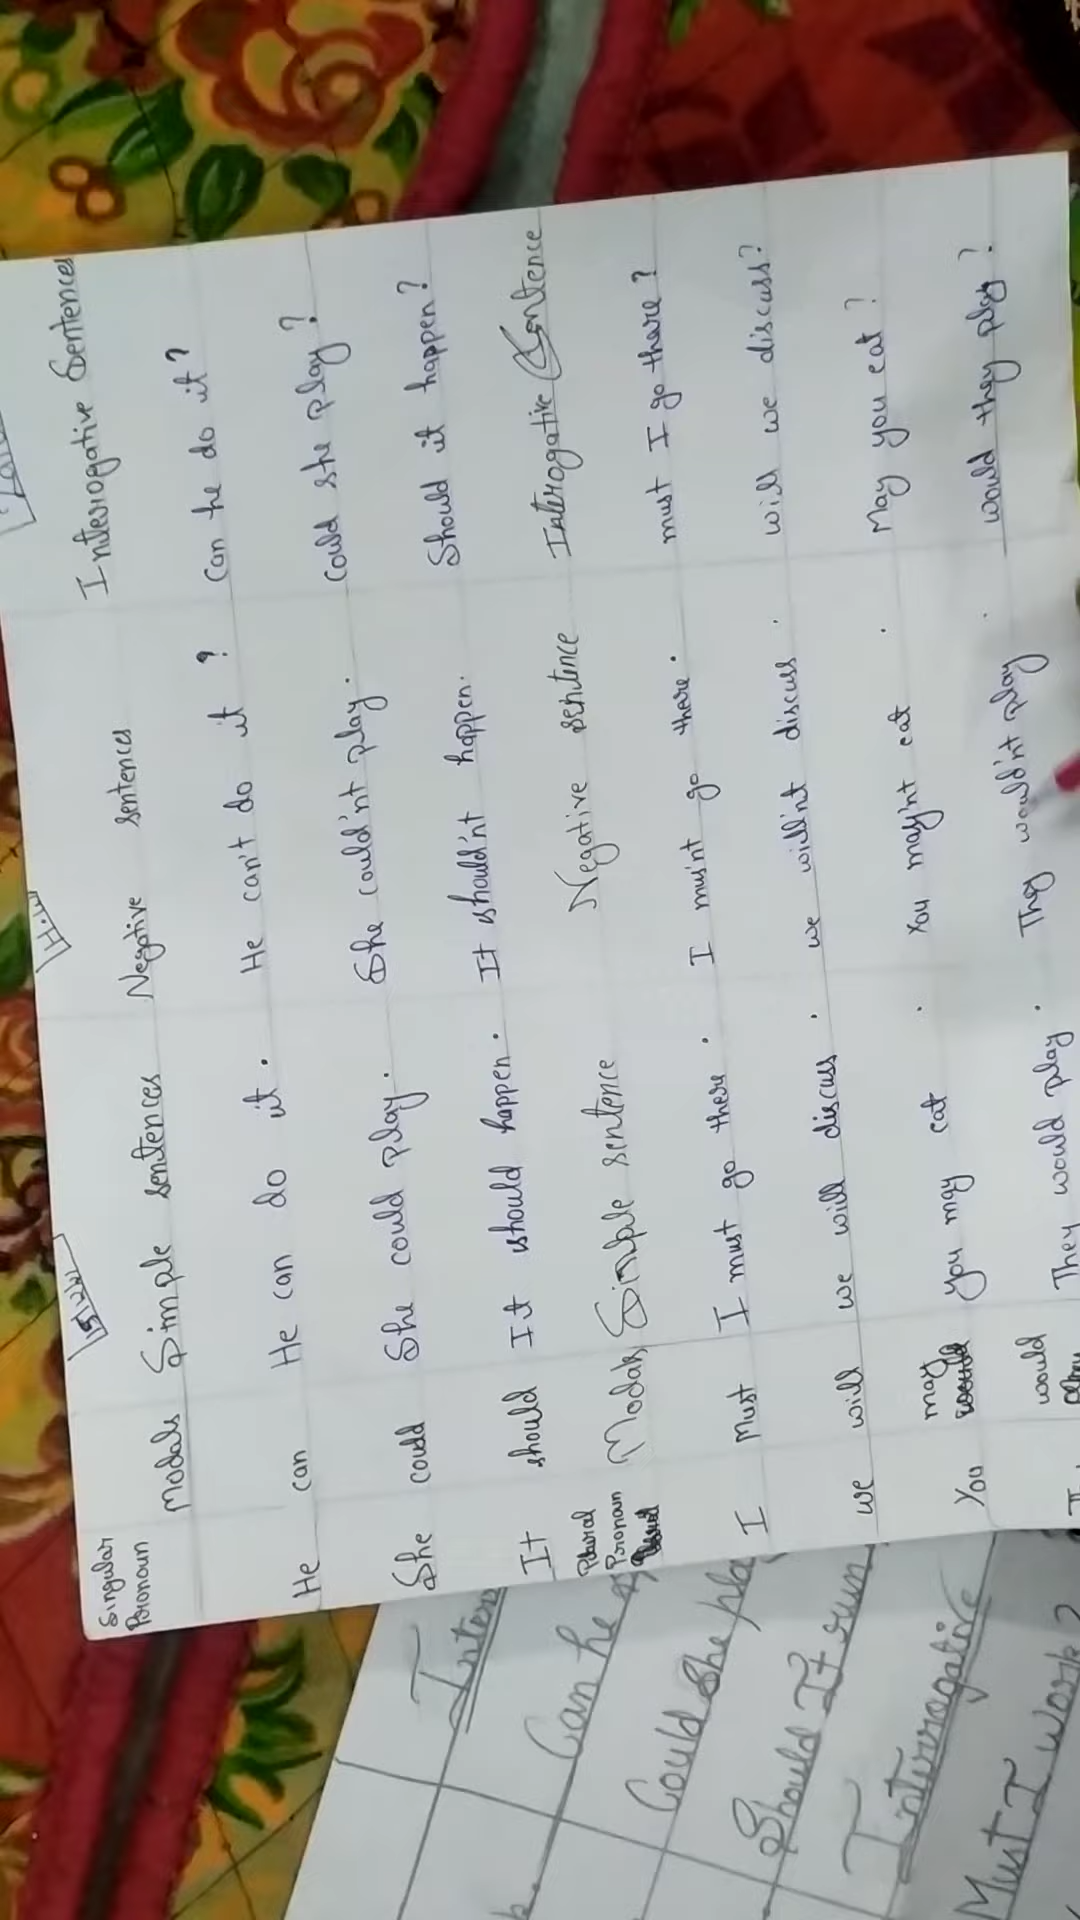 Singular Pronoun Modals Simple sentences Negative sentences Interogative Sentences
He can He can do it. He can't do it ? Can he do it?
She could She could play. She could'nt play. Could she play?
It should It should happen. It should'nt happen. Should it happen?
Plural Pronoun Modals Simple sentence Negative sentence Interogative Sentence
I Must I must go there. I mus'nt go there. must I go there?
we will we will discuss. we will'nt discuss. will we discuss?
You may you may eat. You may'nt eat. May you eat?
would They would play. They would'nt play. would they play?
Can he
Could She
Should It run
Interrogative
Must I work?